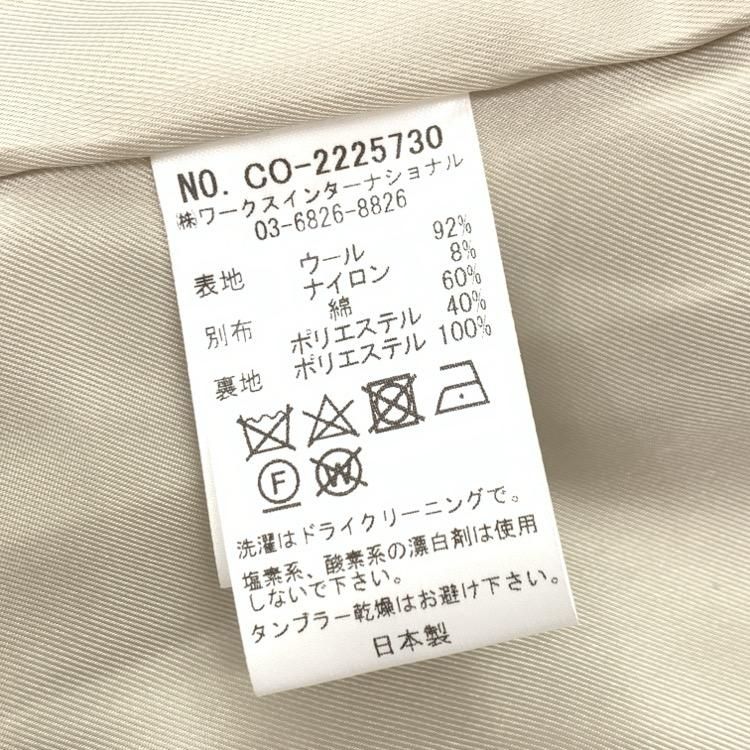 NO. CO-2225730
㈱ワークスインターナショナル
03-6826-8826
表地 ウール 92%
ナイロン 8%
別布 綿 60%
ポリエステル 40%
裏地 ポリエステル 100%
F W
洗濯はドライクリーニングで。
塩素系、酸素系の漂白剤は使用
しないで下さい。
タンブラー乾燥はお避け下さい。
日本製